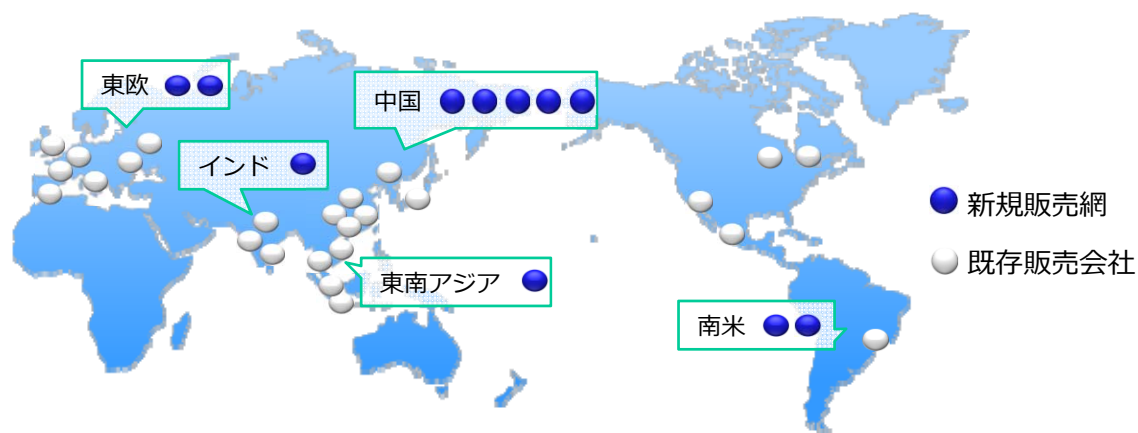 東欧
中国
インド
新規販売網
既存販売会社
東南アジア
南米